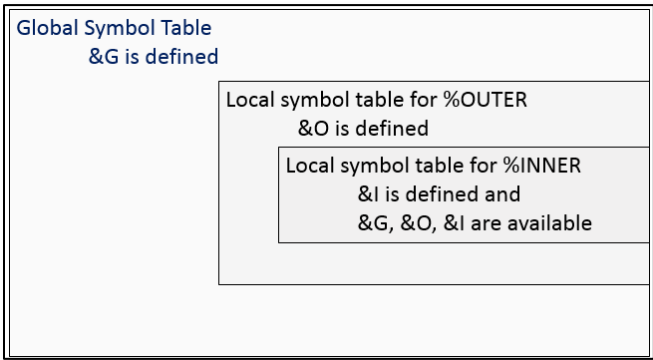 Global Symbol Table
&G is defined
Local symbol table for %OUTER
&O is defined
Local symbol table for %INNER
&I is defined and
&G, &O, &I are available